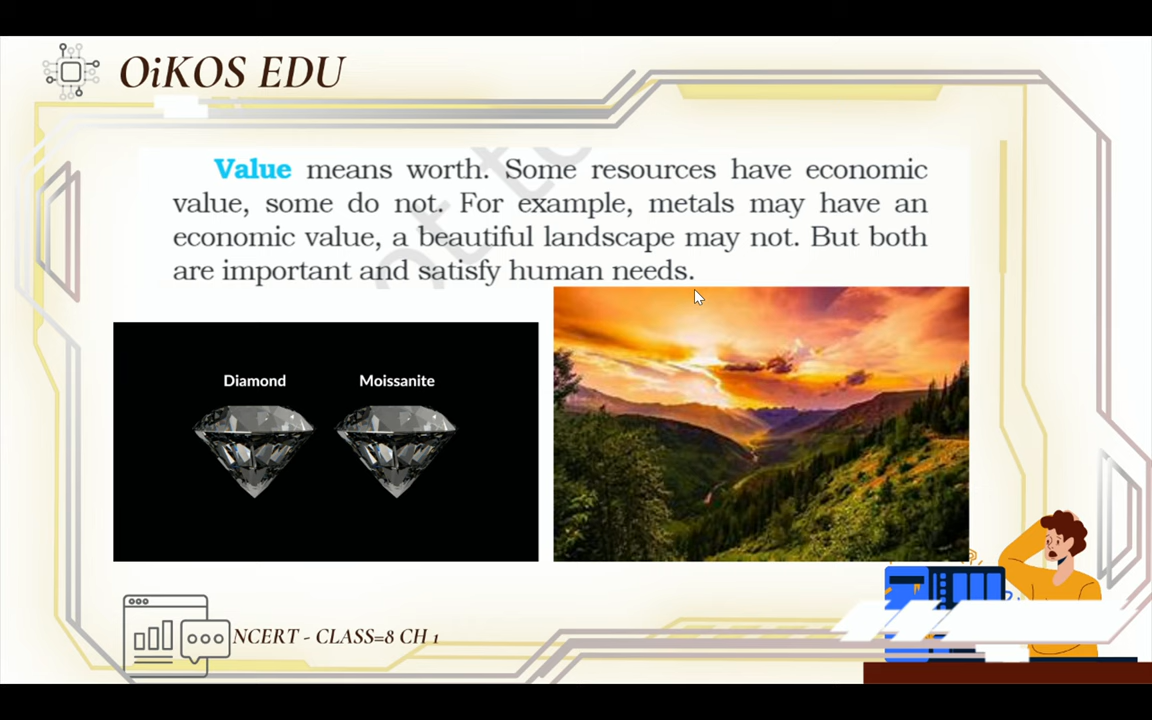 OiKOS EDU
Value means worth. Some resources have economic
value, some do not. For example, metals may have an
economic value, a beautiful landscape may not. But both
are important and satisfy human needs.
Diamond Moissanite
NCERT - CLASS=8 CH 1